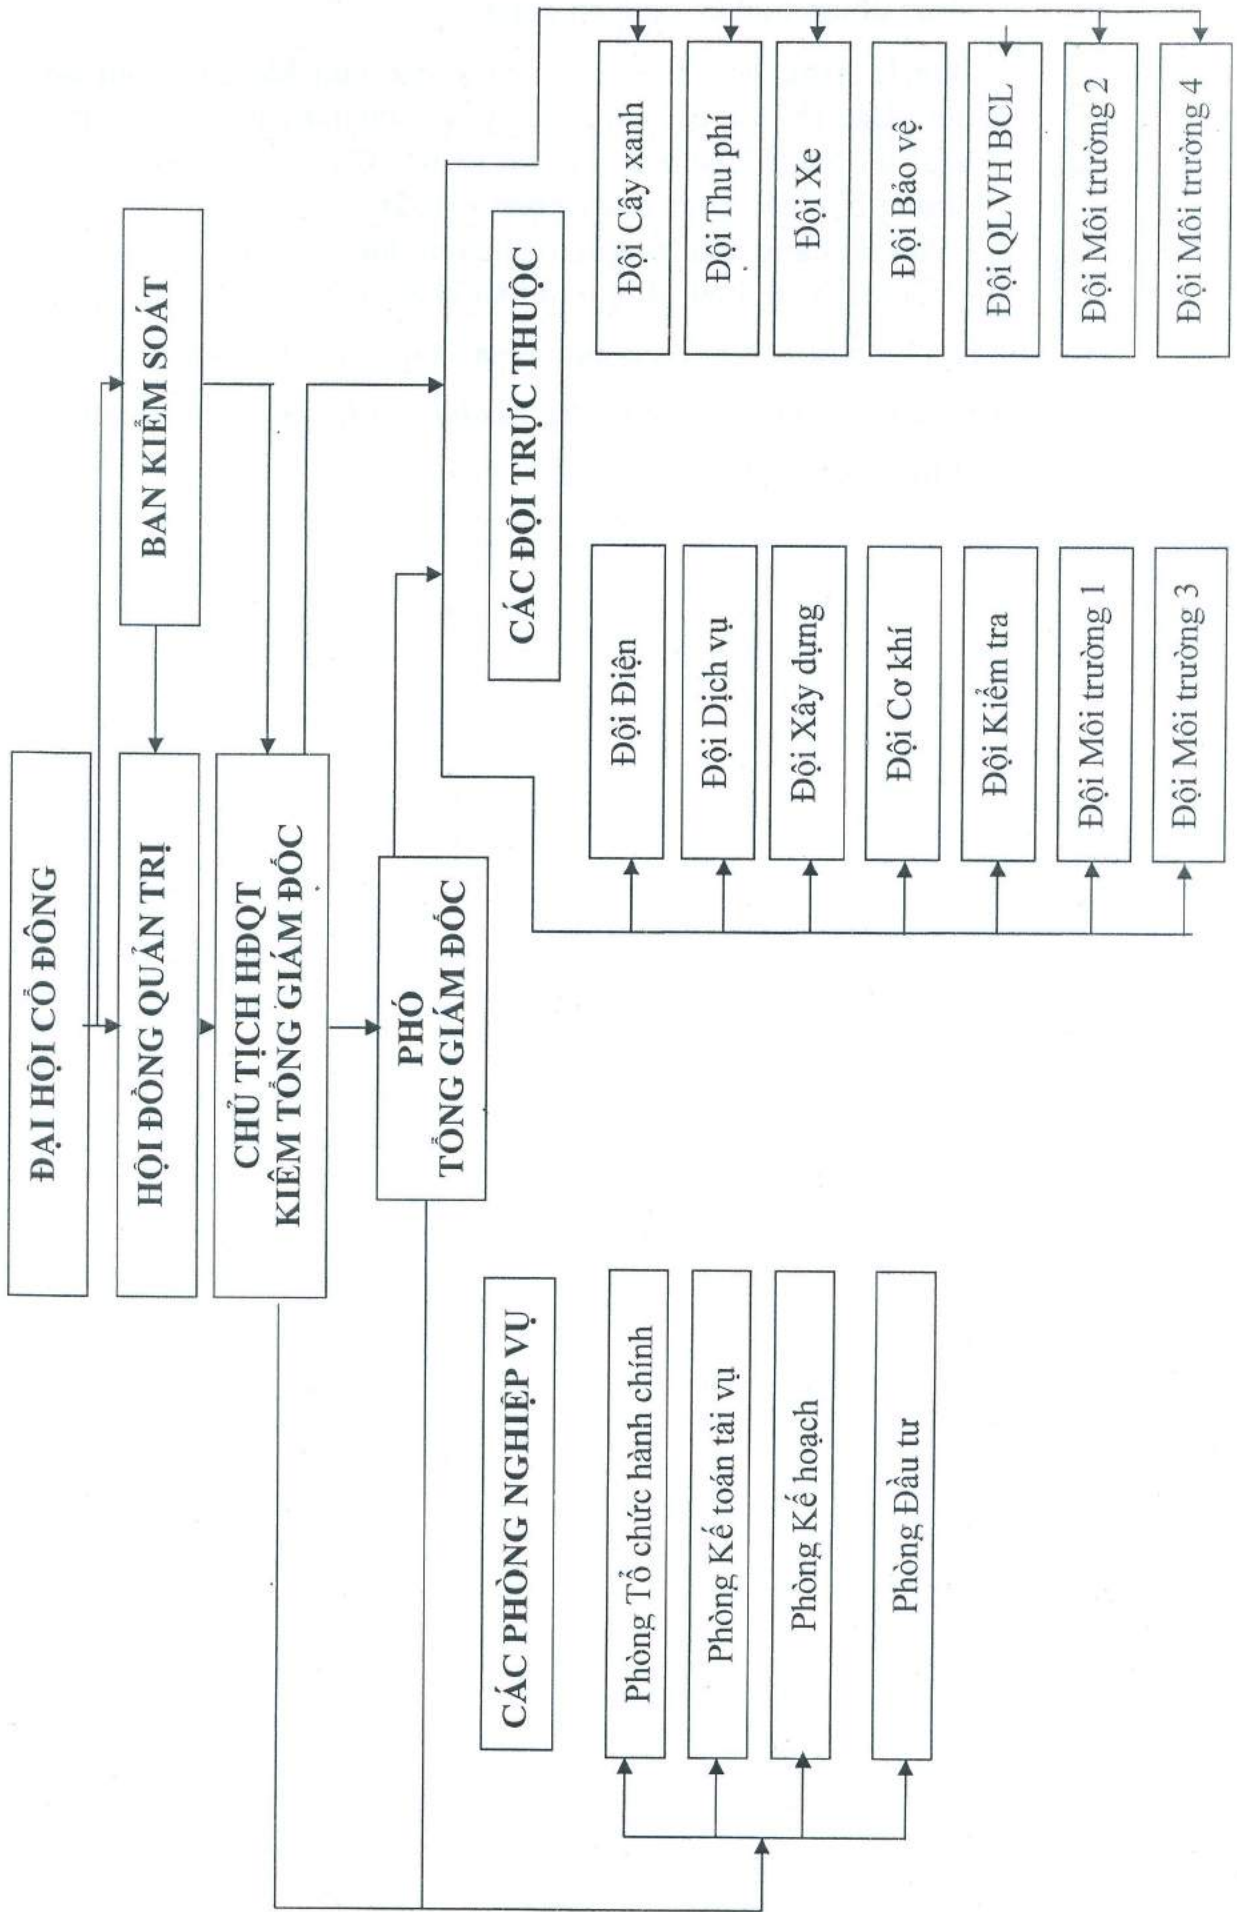 ĐẠI HỘI CỔ ĐÔNG
HỘI ĐỒNG QUẢN TRỊ
BAN KIỂM SOÁT
CHỦ TỊCH HĐQT
KIÊM TỔNG GIÁM ĐỐC
PHÓ
TỔNG GIÁM ĐỐC
CÁC PHÒNG NGHIỆP VỤ
Phòng Tổ chức hành chính
Phòng Kế toán tài vụ
Phòng Kế hoạch
Phòng Đầu tư
CÁC ĐỘI TRỰC THUỘC
Đội Điện
Đội Dịch vụ
Đội Xây dựng
Đội Cơ khí
Đội Kiểm tra
Đội Môi trường 1
Đội Môi trường 3
Đội Cây xanh
Đội Thu phí
Đội Xe
Đội Bảo vệ
Đội QLVH BCL
Đội Môi trường 2
Đội Môi trường 4